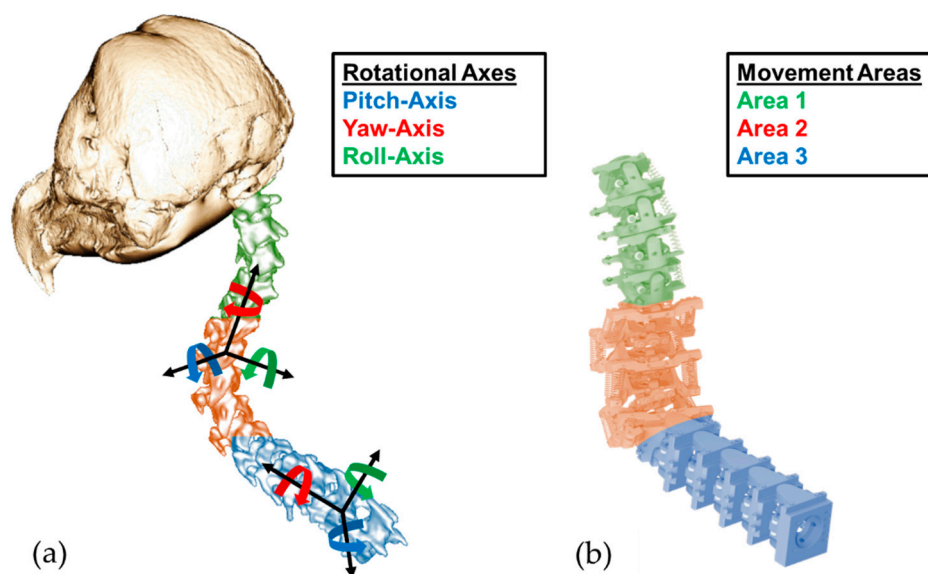 Rotational Axes
Pitch-Axis
Yaw-Axis
Roll-Axis
Movement Areas
Area 1
Area 2
Area 3
(a)
(b)